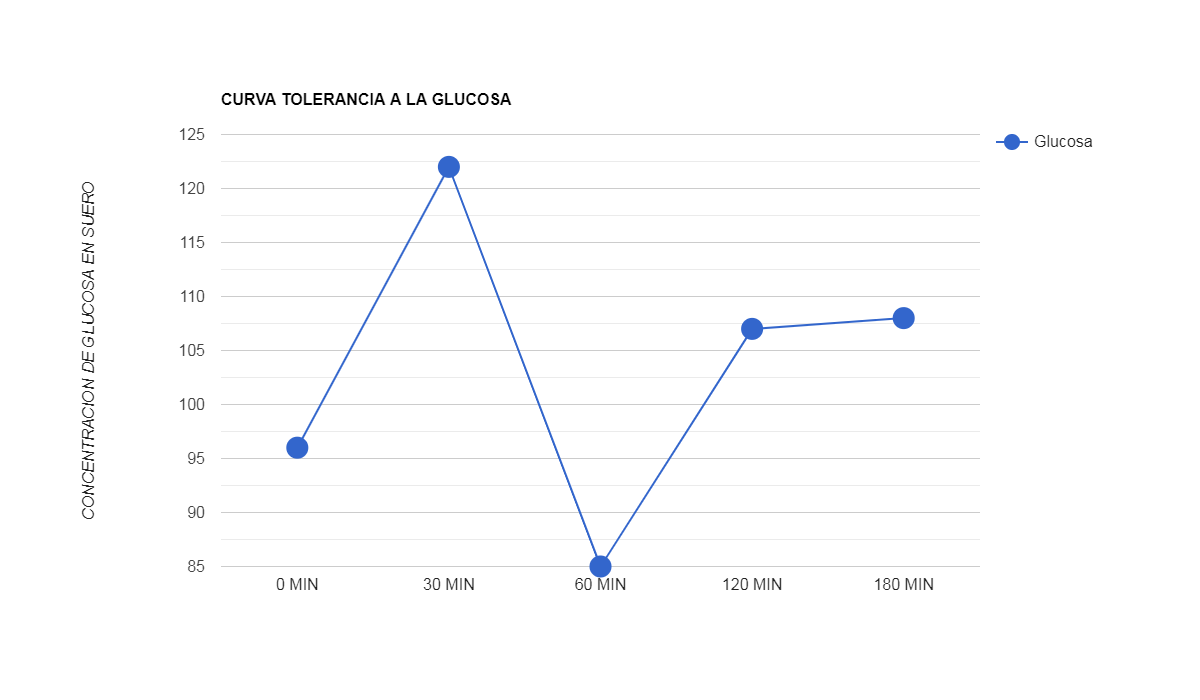 CURVA TOLERANCIA A LA GLUCOSA
Glucosa
CONCENTRACION DE GLUCOSA EN SUERO
125
120
115
110
105
100
95
90
85
0 MIN
30 MIN
60 MIN
120 MIN
180 MIN